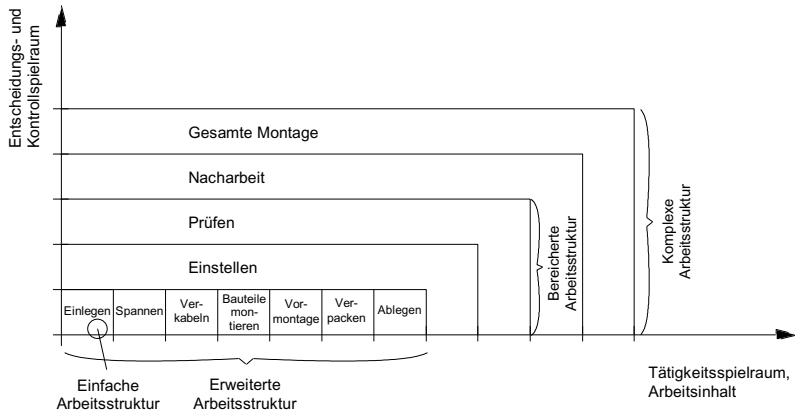 Entscheidungs- und
Kontrollspielraum
Gesamte Montage
Nacharbeit
Prüfen
Einstellen
Einlegen
Spannen
Ver-
kabeln
Bauteile
mon-
tieren
Vor-
montage
Ver-
packen
Ablegen
Bereicherte
Arbeitsstruktur
Komplexe
Arbeitsstruktur
Einfache
Arbeitsstruktur
Erweiterte
Arbeitsstruktur
Tätigkeitsspielraum,
Arbeitsinhalt